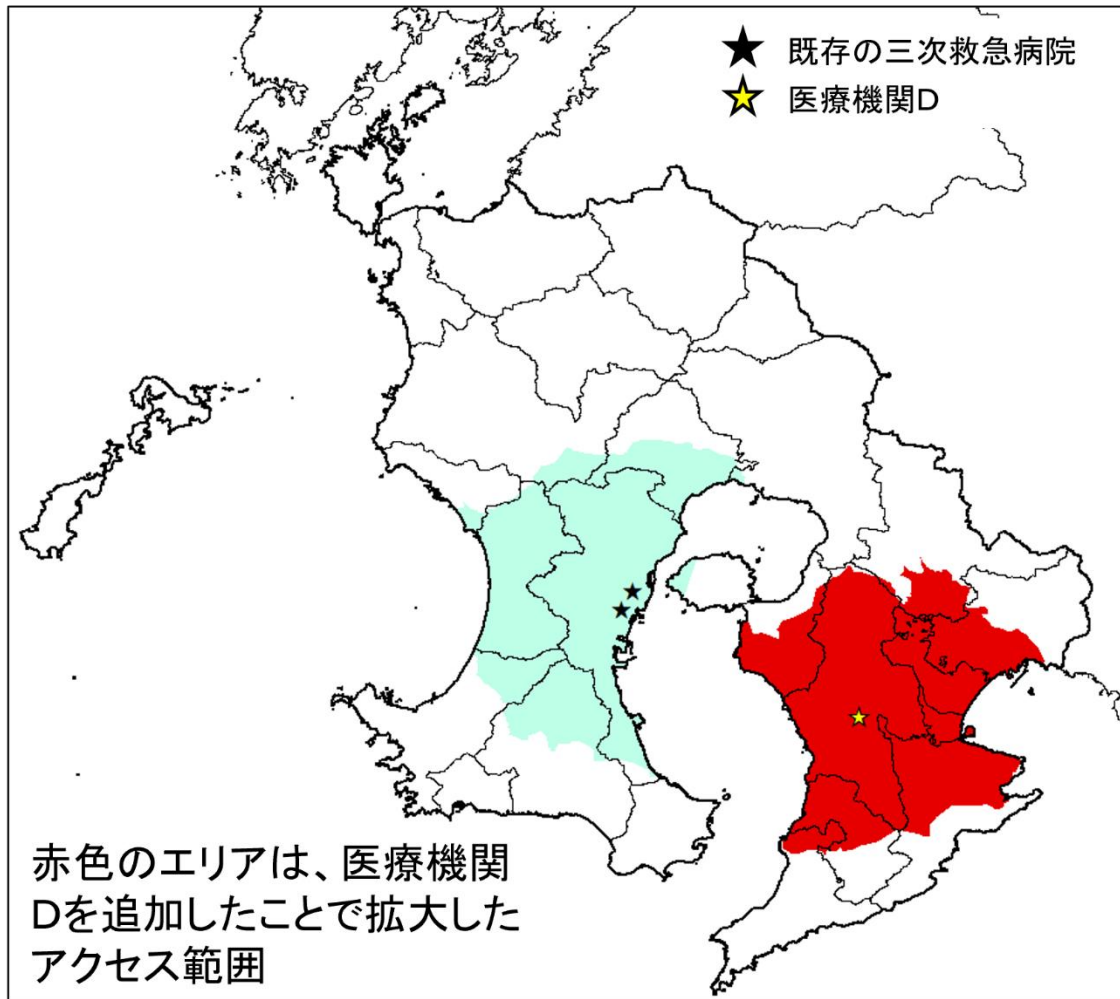 既存の三次救急病院
医療機関D
赤色のエリアは、医療機関
Dを追加したことで拡大した
アクセス範囲